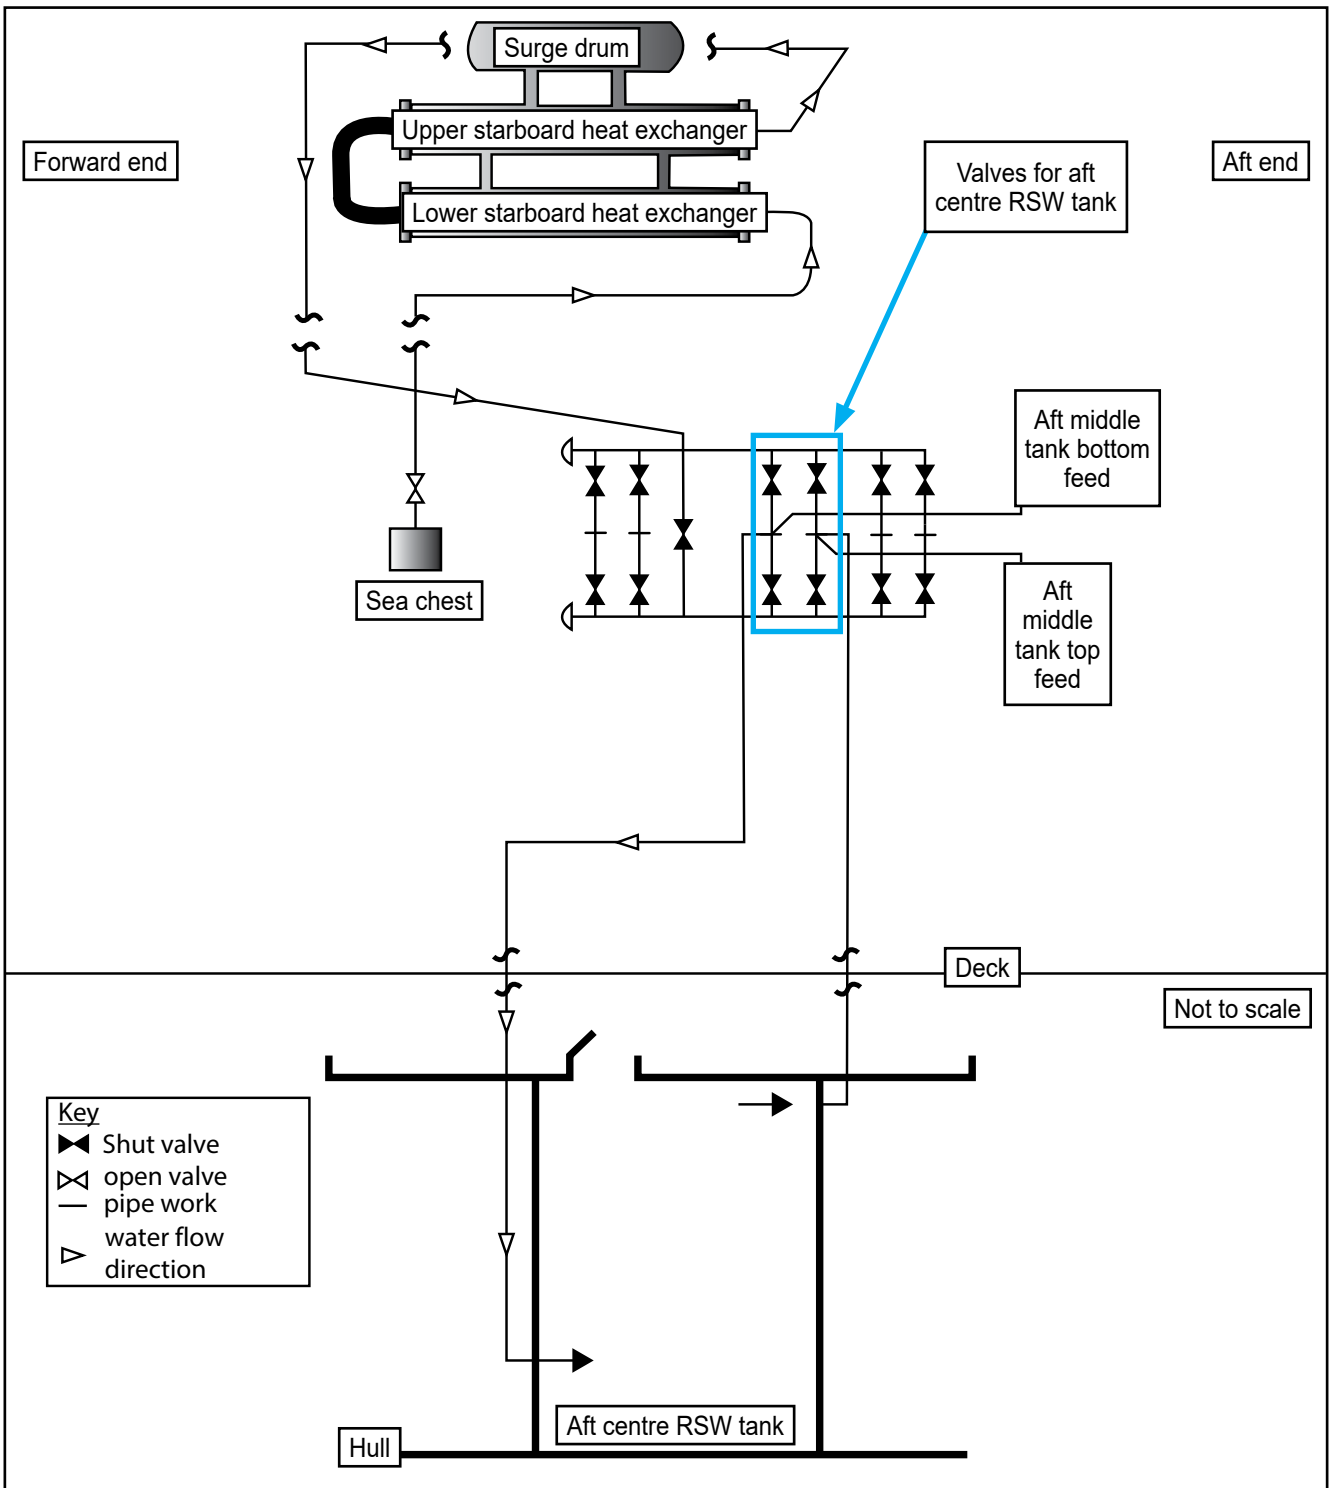 Surge drum
Upper starboard heat exchanger
Forward end
Valves for aft
centre RSW tank
Aft end
Lower starboard heat exchanger
Aft middle
tank bottom
feed
Sea chest
Aft
middle
tank top
feed
Deck
Not to scale
Key
Shut valve
open valve
pipe work
water flow
direction
Aft centre RSW tank
Hull